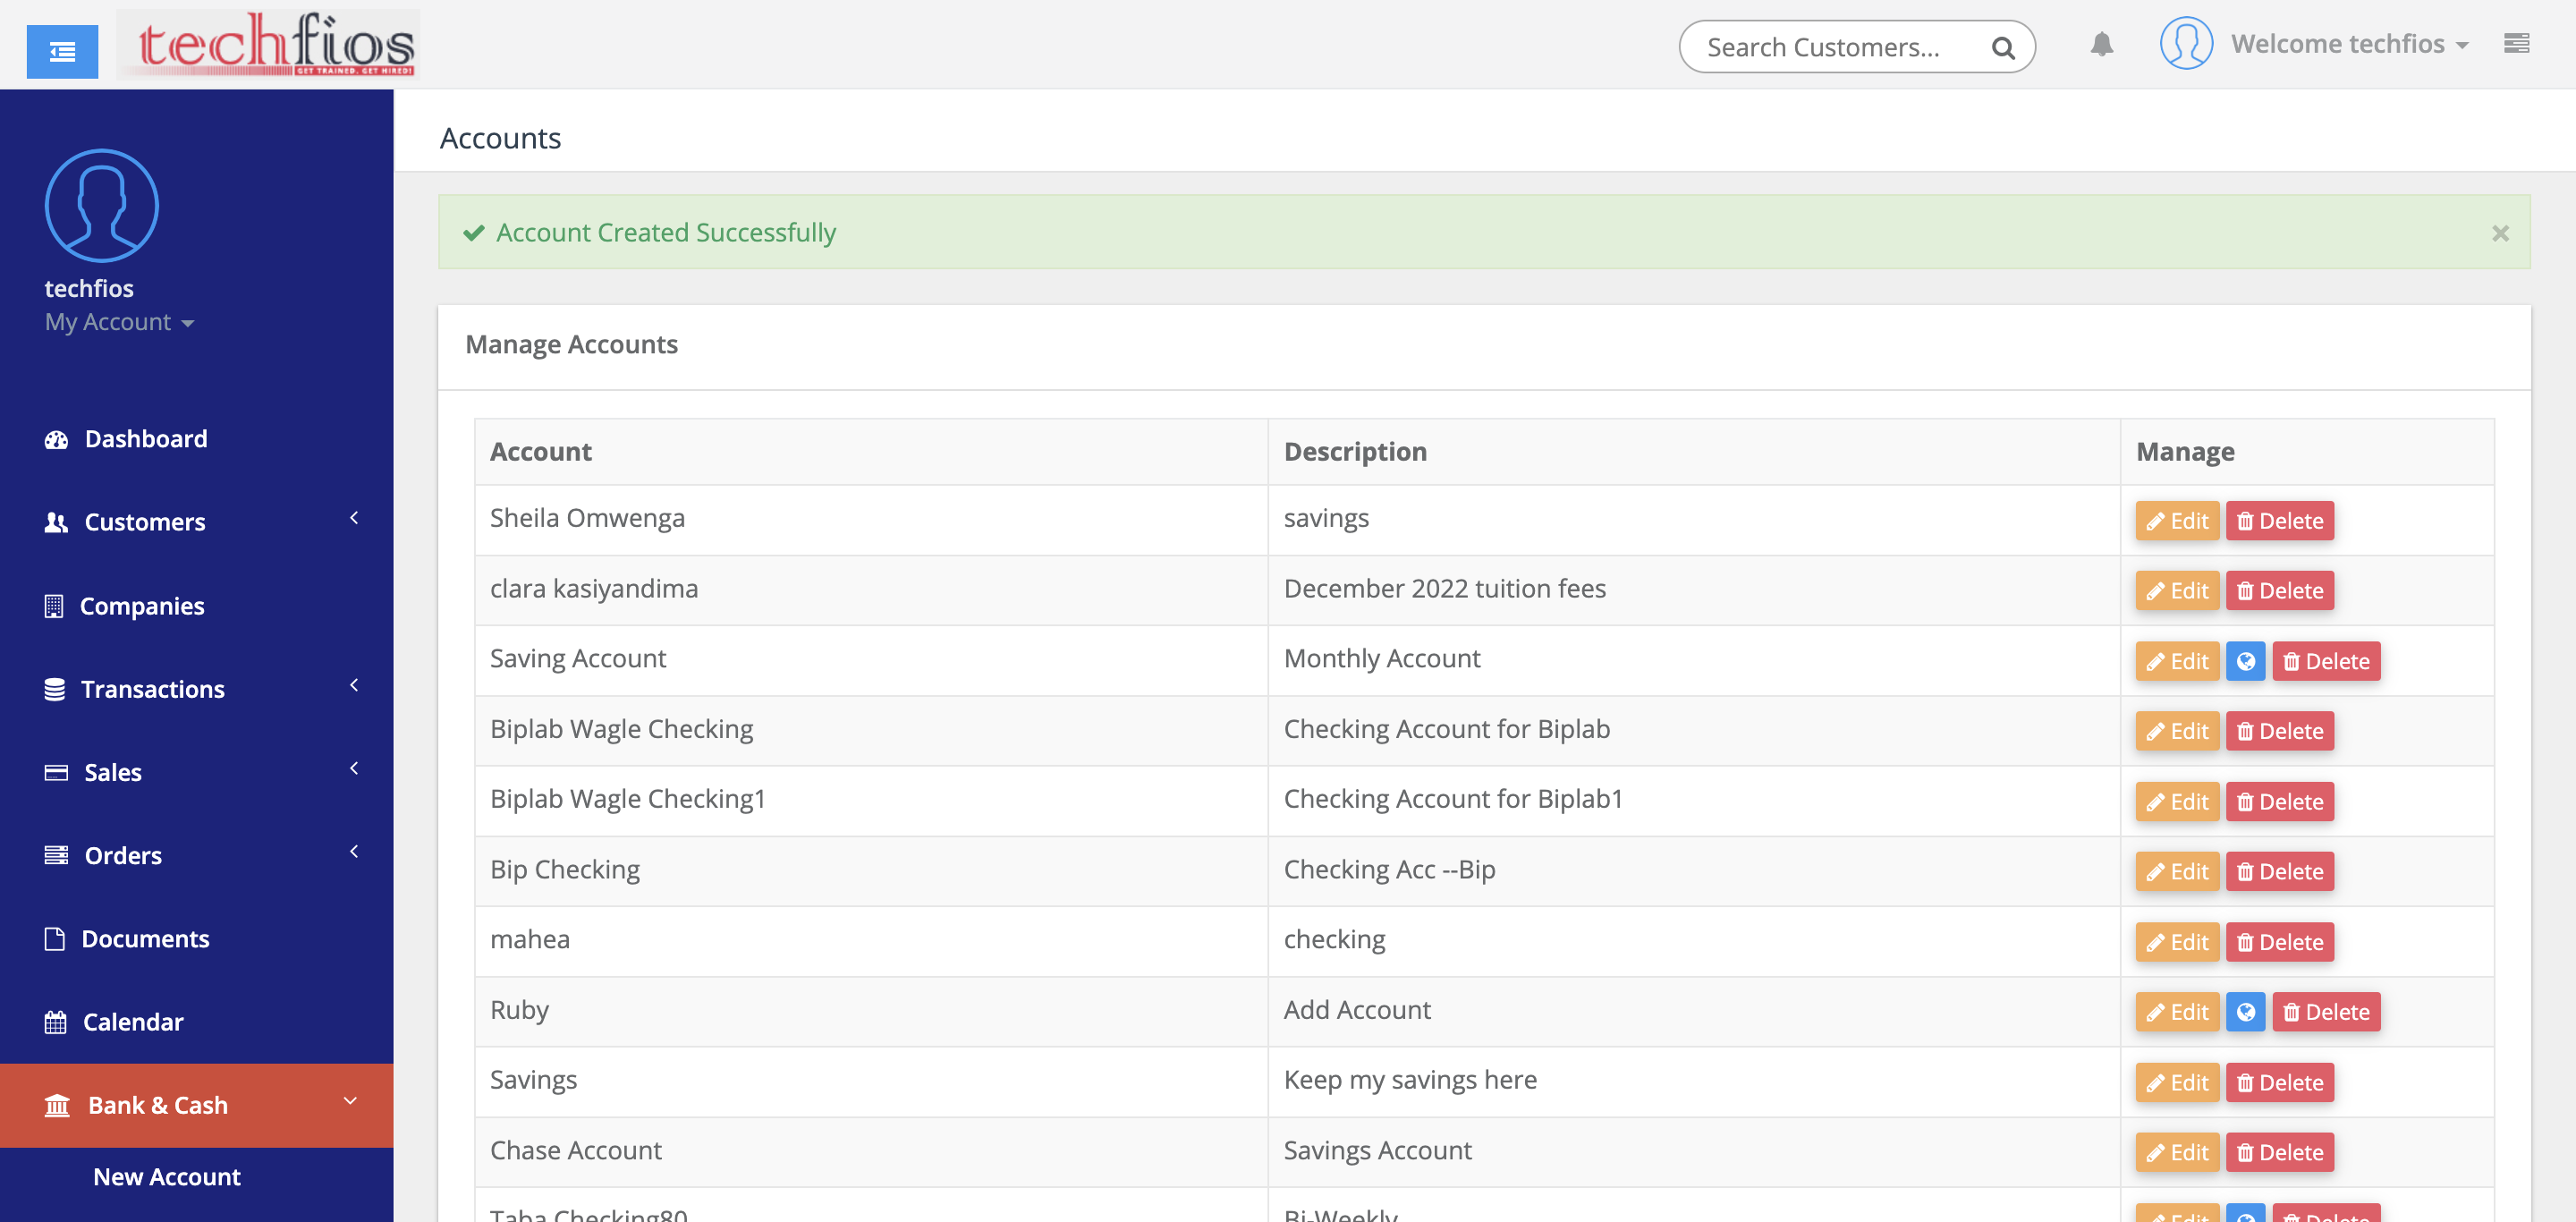 techfios
GET TRAINED. GET HIRED!
Search Customers...
Welcome techfios
Accounts
techfios
My Account
Dashboard
Customers
Companies
Transactions
Sales
Orders
Documents
Calendar
Bank & Cash
New Account
Account Created Successfully
Manage Accounts
Account Description Manage
Sheila Omwenga savings Edit Delete
clara kasiyandima December 2022 tuition fees Edit Delete
Saving Account Monthly Account Edit Delete
Biplab Wagle Checking Checking Account for Biplab Edit Delete
Biplab Wagle Checking1 Checking Account for Biplab1 Edit Delete
Bip Checking Checking Acc --Bip Edit Delete
mahea checking Edit Delete
Ruby Add Account Edit Delete
Savings Keep my savings here Edit Delete
Chase Account Savings Account Edit Delete
Taba Checking80 Bi-Weekly Edit Delete